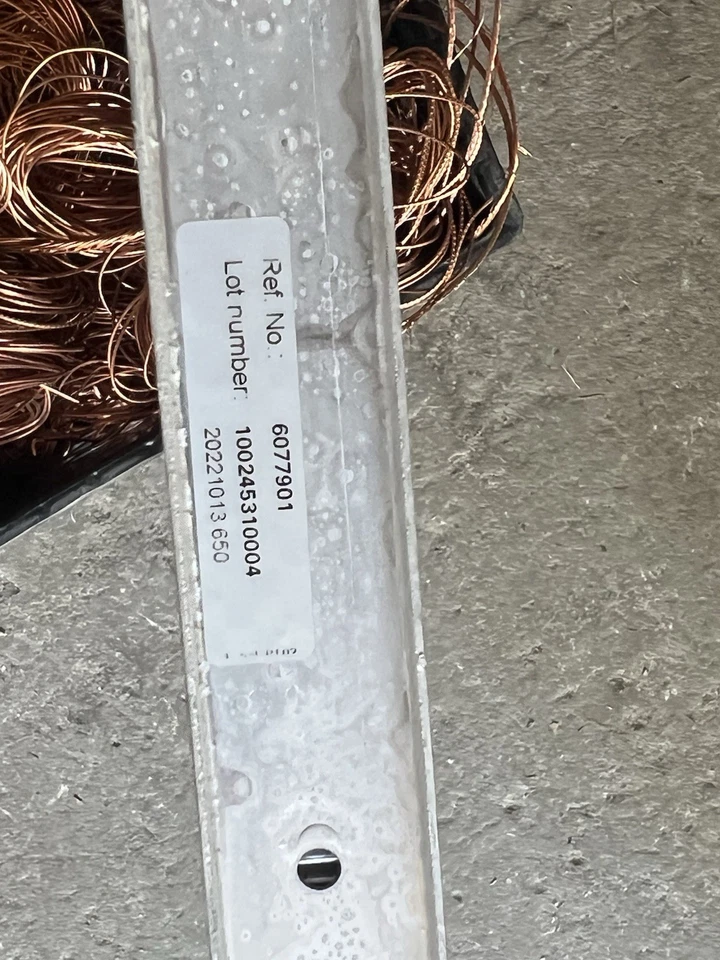 Ref. No.: 6077901
Lot number: 100245310004
20221013 650